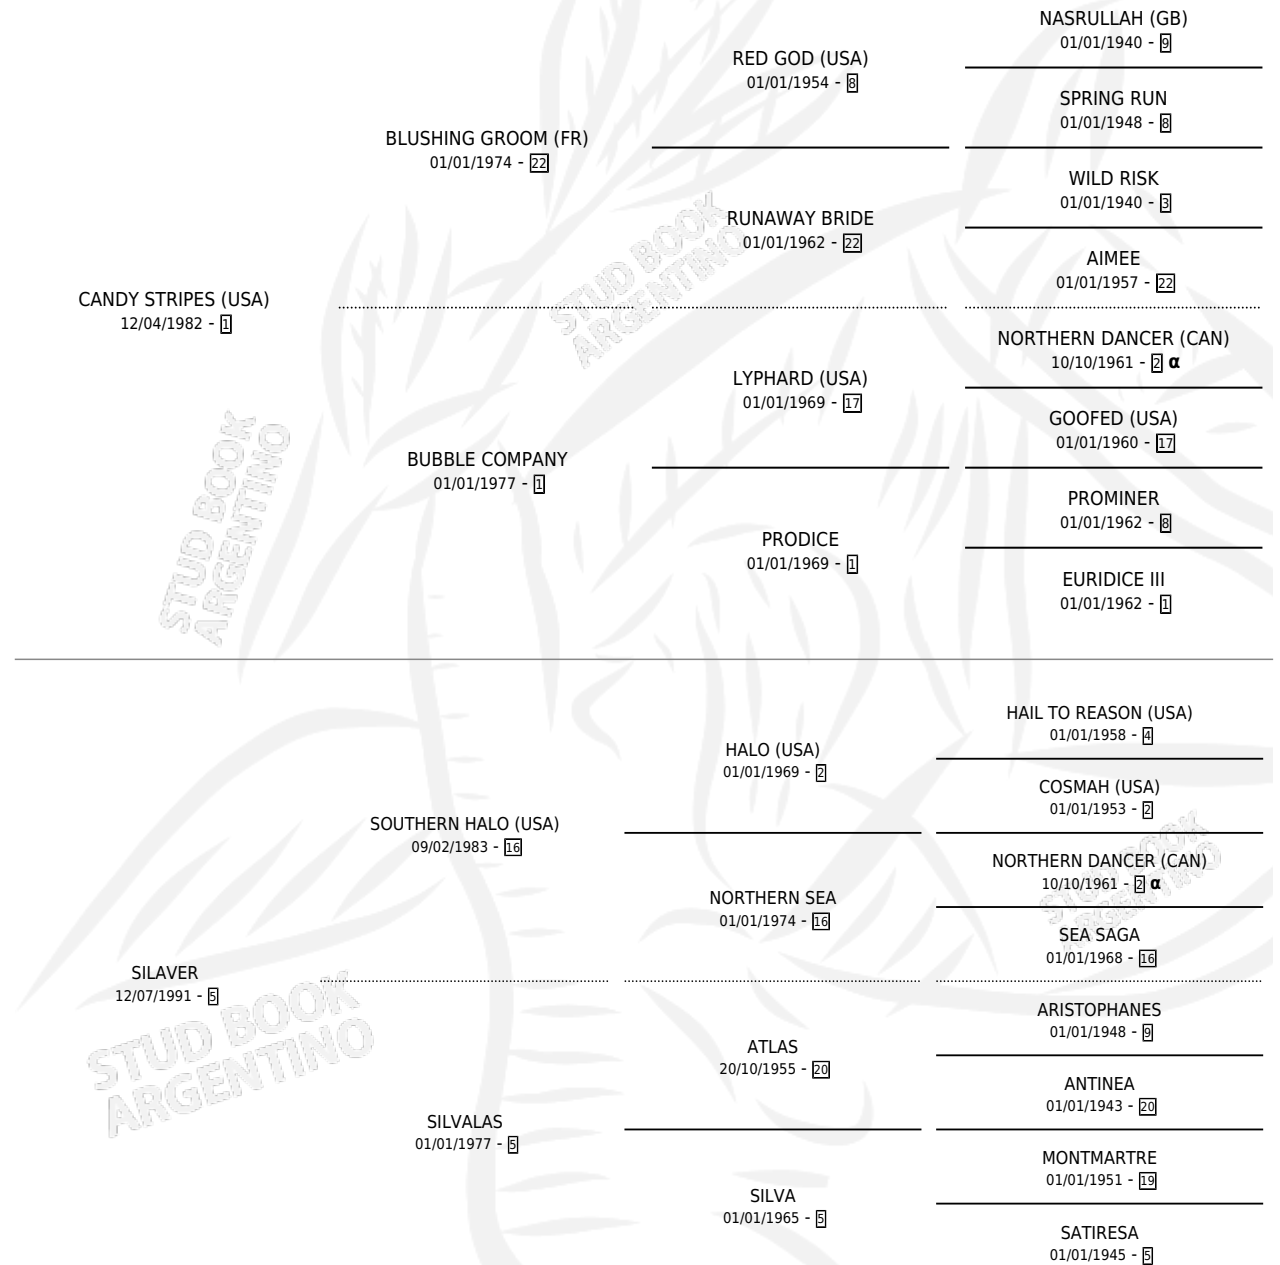 NASRULLAH (GB)
01/01/1940 - 9
RED GOD (USA)
01/01/1954 - 8
SPRING RUN
01/01/1948 - 8
BLUSHING GROOM (FR)
01/01/1974 - 22
WILD RISK
01/01/1940 - 3
RUNAWAY BRIDE
01/01/1962 - 22
AIMEE
01/01/1957 - 22
CANDY STRIPES (USA)
12/04/1982 - 1
NORTHERN DANCER (CAN)
10/10/1961 - 2 α
LYPHARD (USA)
01/01/1969 - 17
GOOFED (USA)
01/01/1960 - 17
BUBBLE COMPANY
01/01/1977 - 1
PROMINER
01/01/1962 - 8
PRODICE
01/01/1969 - 1
EURIDICE III
01/01/1962 - 1
HAIL TO REASON (USA)
01/01/1958 - 4
HALO (USA)
01/01/1969 - 2
COSMAH (USA)
01/01/1953 - 2
SOUTHERN HALO (USA)
09/02/1983 - 16
NORTHERN DANCER (CAN)
10/10/1961 - 2 α
NORTHERN SEA
01/01/1974 - 16
SEA SAGA
01/01/1968 - 16
SILAVER
12/07/1991 - 5
ARISTOPHANES
01/01/1948 - 9
ATLAS
20/10/1955 - 20
ANTINEA
01/01/1943 - 20
SILVALAS
01/01/1977 - 5
MONTMARTRE
01/01/1951 - 19
SILVA
01/01/1965 - 5
SATIRESA
01/01/1945 - 5
STUD BOOK
ARGENTINO
STUD BOOK
ARGENTINO
STUD BOOK
ARGENTINO
STUD BOOK
ARGENTINO